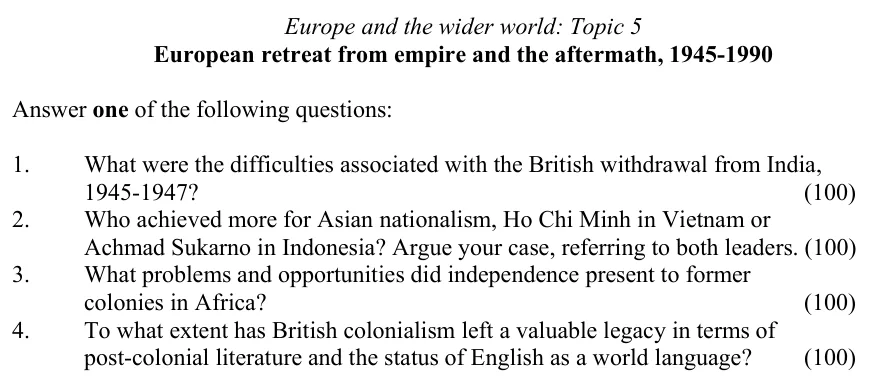 Europe and the wider world: Topic 5
European retreat from empire and the aftermath, 1945-1990
Answer one of the following questions:
1. What were the difficulties associated with the British withdrawal from India,
1945-1947? (100)
2. Who achieved more for Asian nationalism, Ho Chi Minh in Vietnam or
Achmad Sukarno in Indonesia? Argue your case, referring to both leaders. (100)
3. What problems and opportunities did independence present to former
colonies in Africa? (100)
4. To what extent has British colonialism left a valuable legacy in terms of
post-colonial literature and the status of English as a world language? (100)